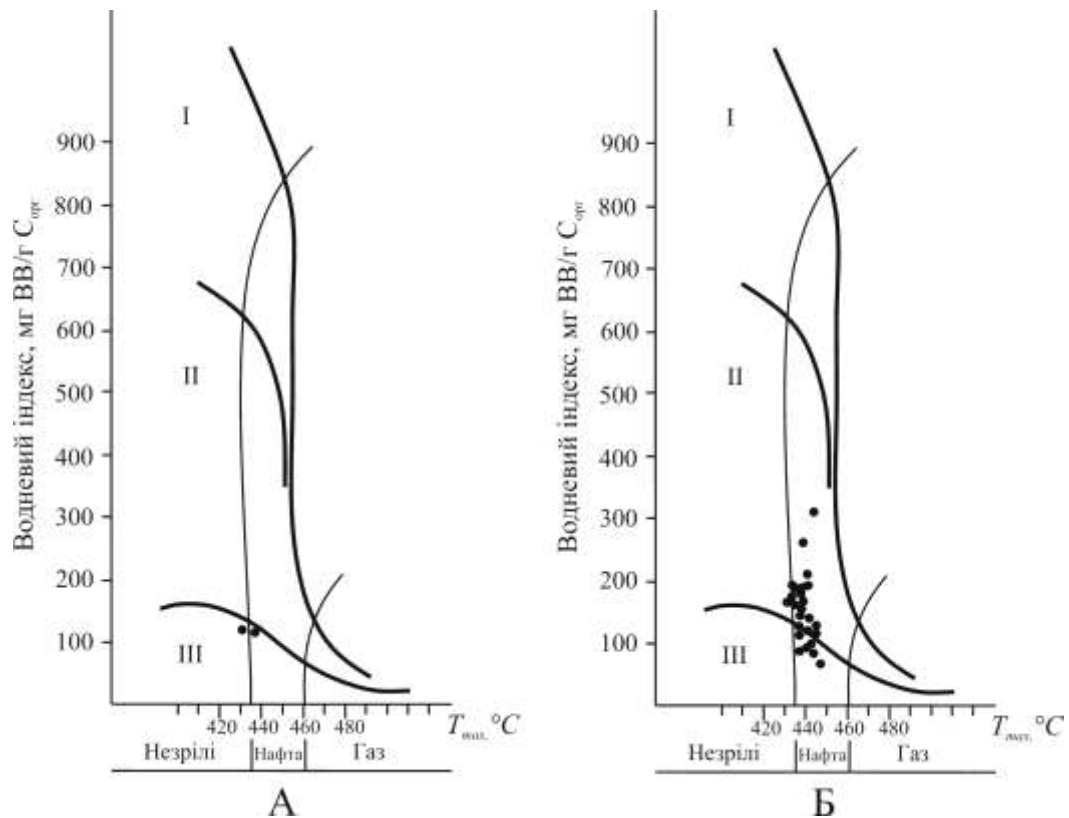 Водневий індекс, мг ВВ/г Сорг
900
800
700
600
500
400
300
200
100
I
II
III
420 440 460 480
Tmax. °C
Незрілі Нафта Газ
А
Водневий індекс, мг ВВ/г Сорг
900
800
700
600
500
400
300
200
100
I
II
III
420 440 460 480
Tmax. °C
Незрілі Нафта Газ
Б